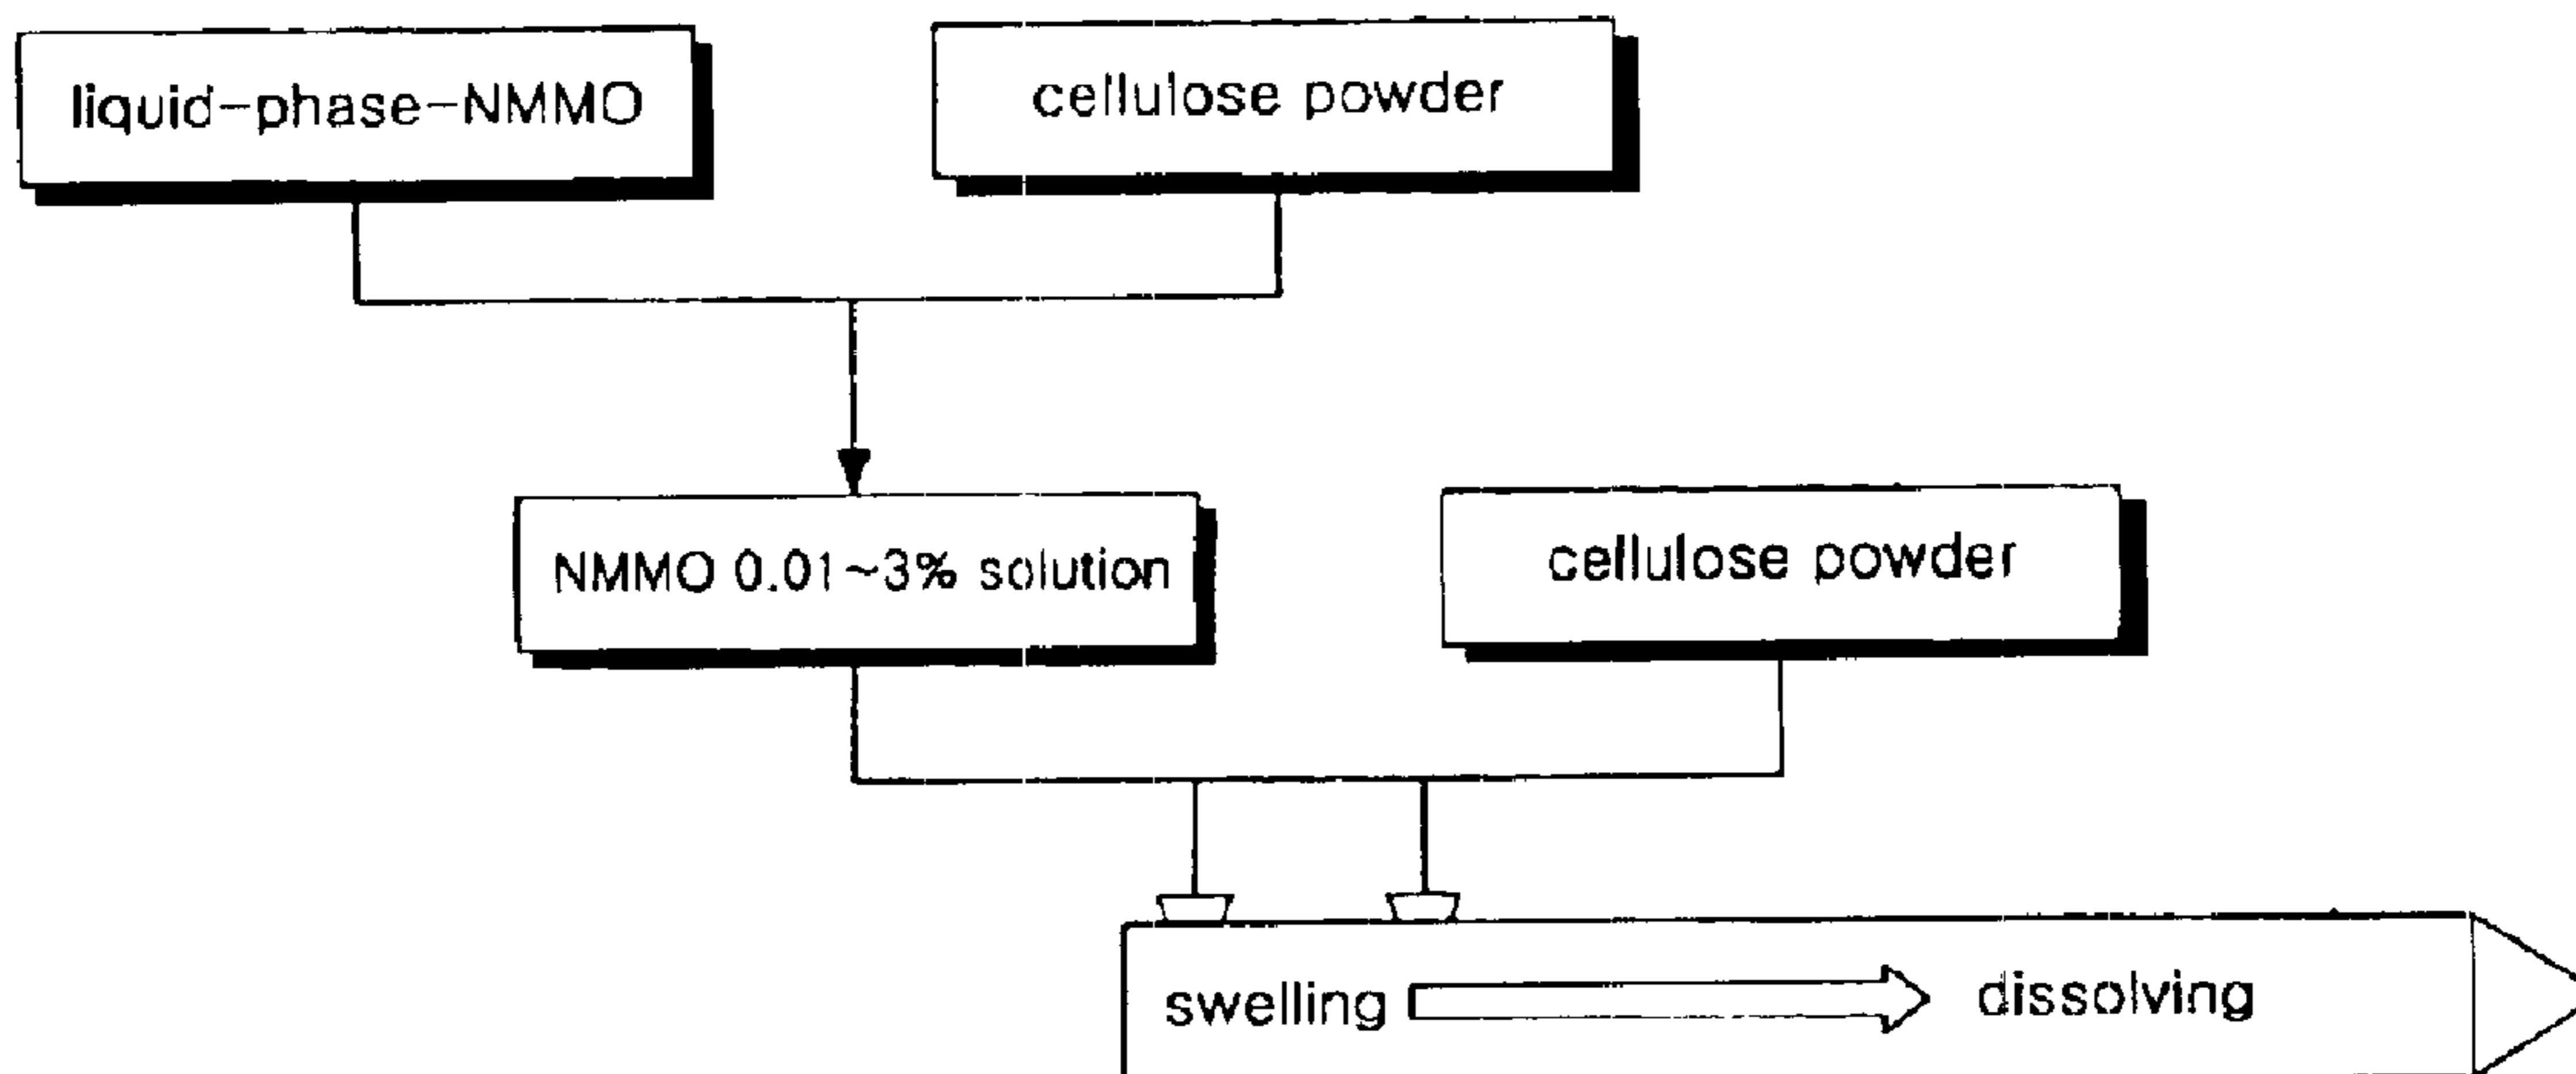 liquid-phase-NMMO
cellulose powder
NMMO 0.01~3% solution
cellulose powder
swelling
dissolving